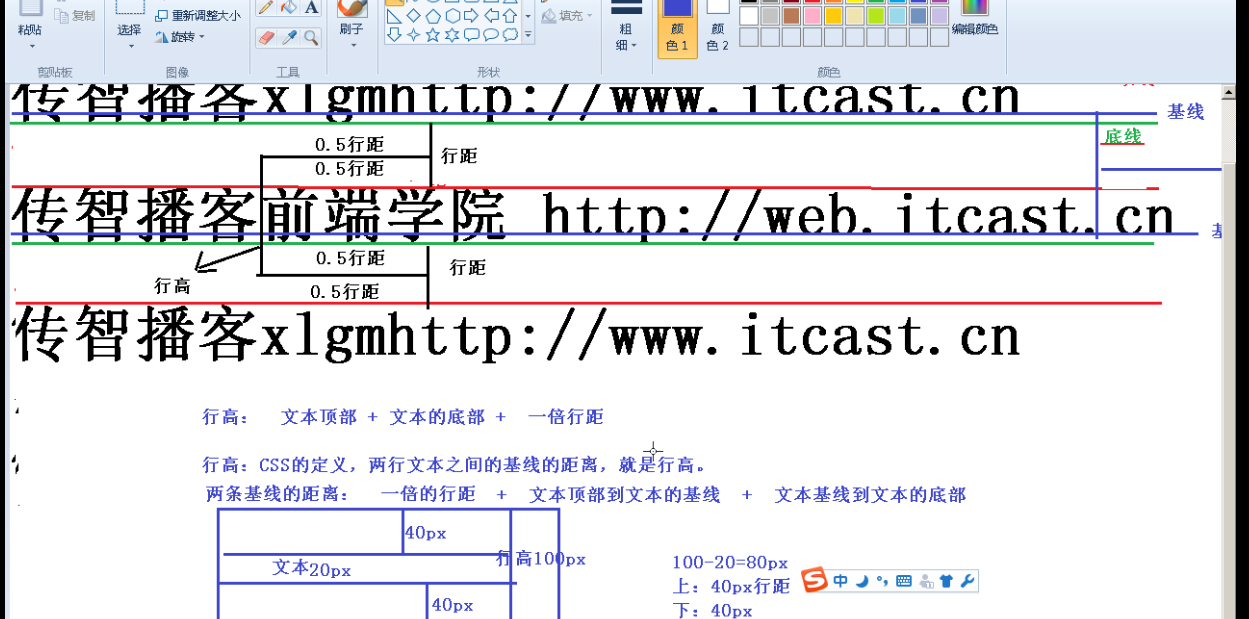 粘贴
复制
选择
重新调整大小
旋转
A
刷子
填充
粗
细
颜
色 1
颜
色 2
编辑颜色
剪贴板
图像
工具
形状
颜色
传智播客xlgmhttp://www.itcast.cn
基线
底线
0.5行距
行距
0.5行距
传智播客前端学院 http://web.itcast.cn
0.5行距
行距
行高
0.5行距
传智播客xlgmhttp://www.itcast.cn
行高： 文本顶部 + 文本的底部 + 一倍行距
行高：CSS的定义，两行文本之间的基线的距离，就是行高。
两条基线的距离： 一倍的行距 + 文本顶部到文本的基线 + 文本基线到文本的底部
40px
行高100px
文本20px
40px
100-20=80px
上：40px行距
下：40px
S 中